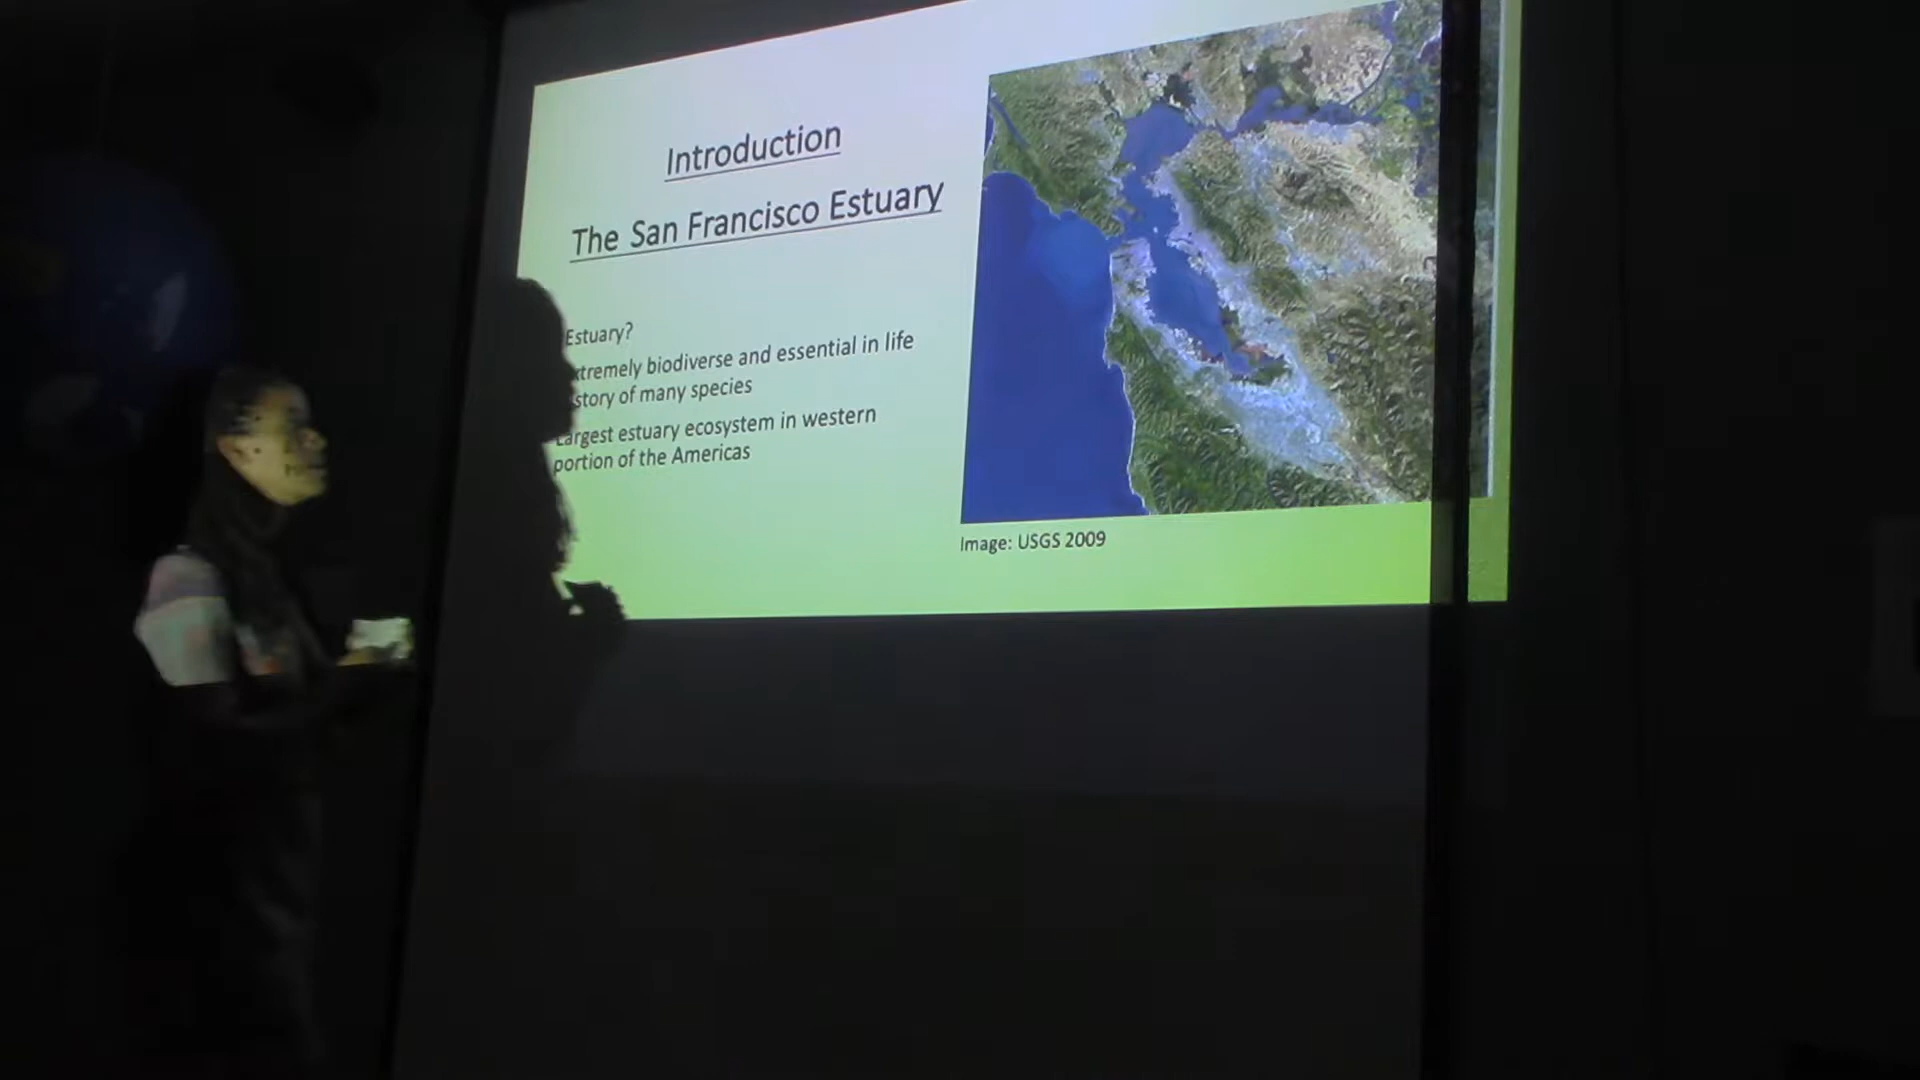 Introduction
The San Francisco Estuary
Estuary?
xtremely biodiverse and essential in life
story of many species
Largest estuary ecosystem in western
portion of the Americas
Image: USGS 2009